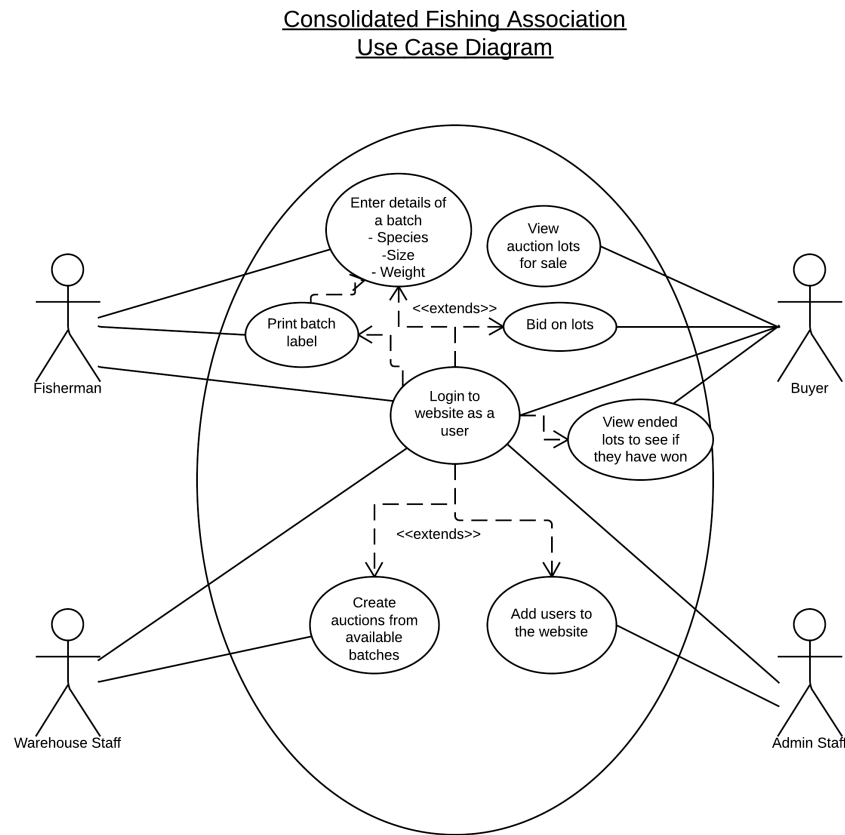 Consolidated Fishing Association
Use Case Diagram
Enter details of
a batch
- Species
-Size
- Weight
View
auction lots
for sale
<<extends>>
Print batch
label
Bid on lots
Fisherman
Buyer
Login to
website as a
user
View ended
lots to see if
they have won
<<extends>>
Create
auctions from
available
batches
Add users to
the website
Warehouse Staff
Admin Staff